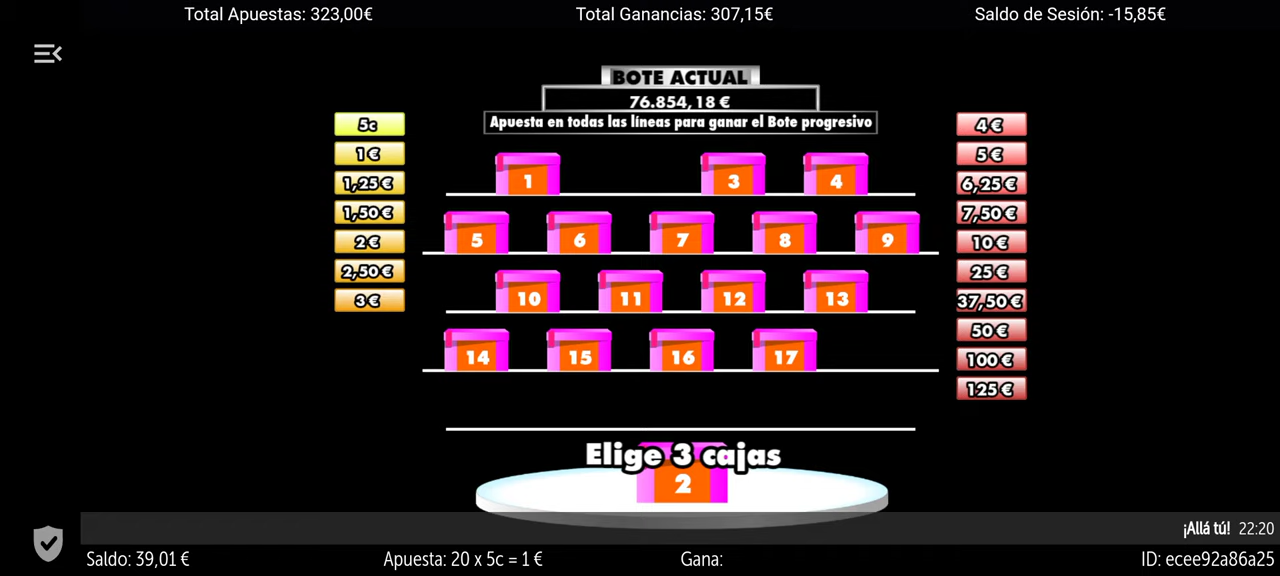 Total Apuestas: 323,00€ Total Ganancias: 307,15€ Saldo de Sesión: -15,85€
BOTE ACTUAL
76.854,18 €
Apuesta en todas las líneas para ganar el Bote progresivo
5c 4€
1€ 5€
1,25€ 6,25€
1,50€ 7,50€
2€ 10€
2,50€ 25€
3€ 37,50€
50€
100€
125€
1 3 4
5 6 7 8 9
10 11 12 13
14 15 16 17
Elige 3 cajas
2
¡Allá tú! 22:20
Saldo: 39,01 € Apuesta: 20 x 5c = 1 € Gana: ID: ecee92a86a25